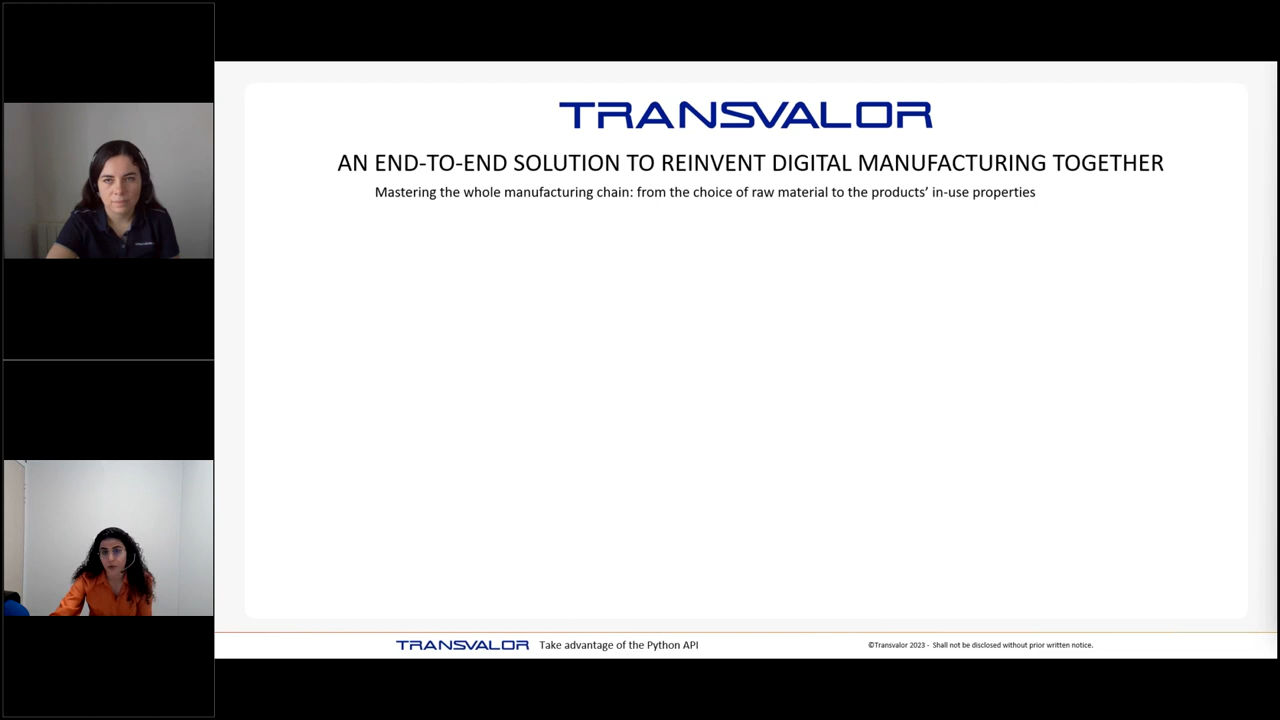 TRANSVALOR
AN END-TO-END SOLUTION TO REINVENT DIGITAL MANUFACTURING TOGETHER
Mastering the whole manufacturing chain: from the choice of raw material to the products' in-use properties
TRANSVALOR Take advantage of the Python API ©Transvalor 2023 - Shall not be disclosed without prior written notice.